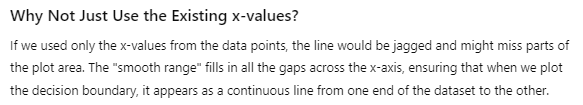 Why Not Just Use the Existing x-values?
If we used only the x-values from the data points, the line would be jagged and might miss parts of
the plot area. The "smooth range" fills in all the gaps across the x-axis, ensuring that when we plot
the decision boundary, it appears as a continuous line from one end of the dataset to the other.